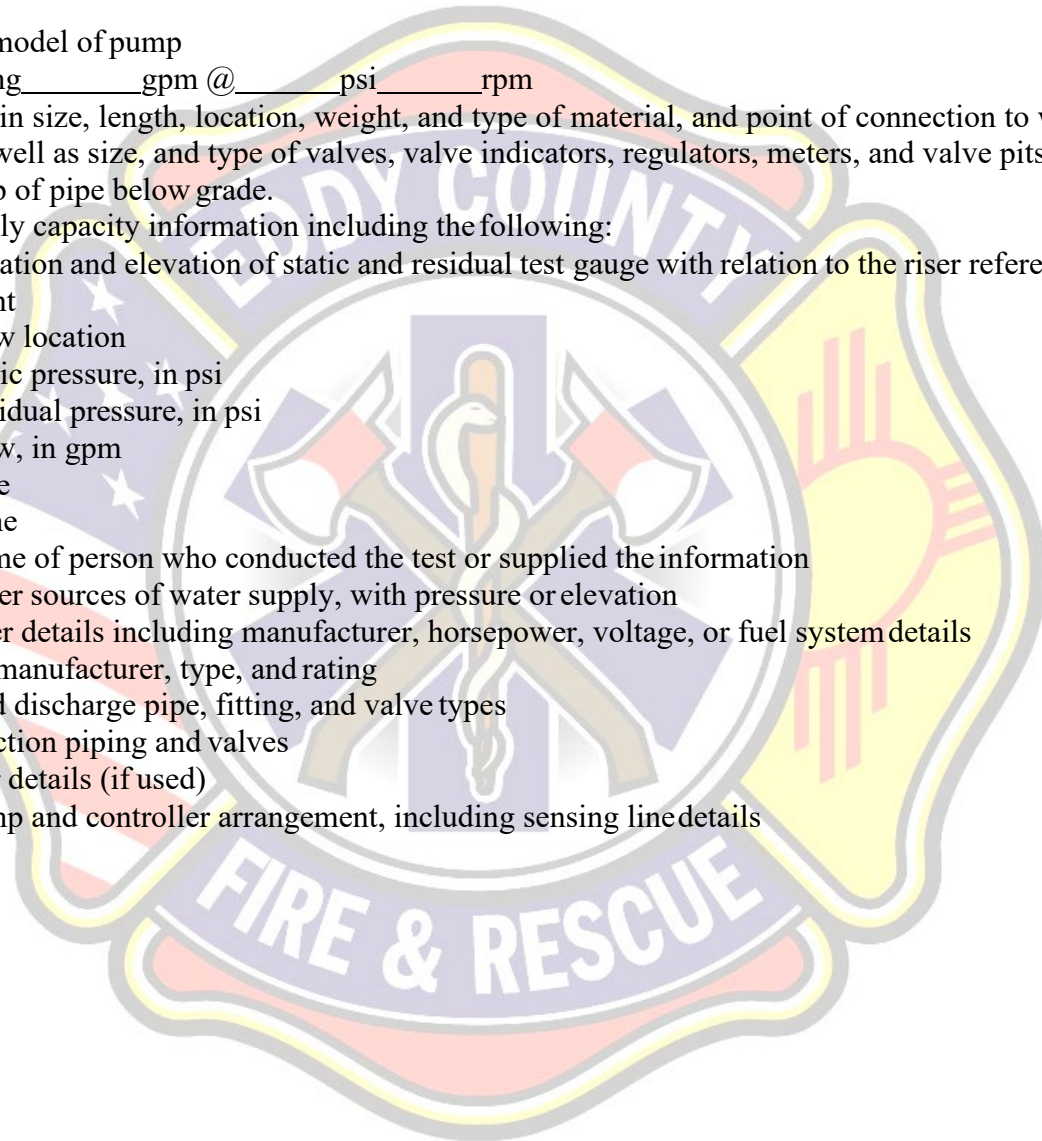 model of pump
ng________gpm @_______psi_______rpm
in size, length, location, weight, and type of material, and point of connection to
well as size, and type of valves, valve indicators, regulators, meters, and valve pits
p of pipe below grade.
ly capacity information including the following:
ation and elevation of static and residual test gauge with relation to the riser refere
nt
w location
ic pressure, in psi
idual pressure, in psi
w, in gpm
e
ne
me of person who conducted the test or supplied the information
er sources of water supply, with pressure or elevation
er details including manufacturer, horsepower, voltage, or fuel system details
manufacturer, type, and rating
d discharge pipe, fitting, and valve types
ction piping and valves
r details (if used)
mp and controller arrangement, including sensing line details
EDDY COUNTY
FIRE & RESCUE